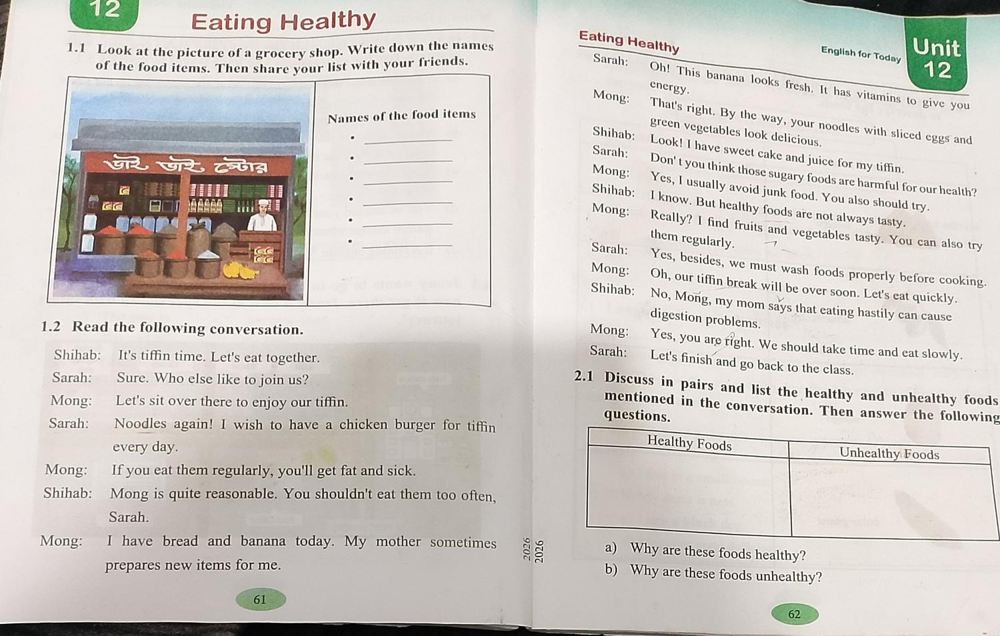 12
Eating Healthy
1.1 Look at the picture of a grocery shop. Write down the names
of the food items. Then share your list with your friends.
ভাই ভাই স্টোর
Names of the food items
1.2 Read the following conversation.
Shihab: It's tiffin time. Let's eat together.
Sarah: Sure. Who else like to join us?
Mong: Let's sit over there to enjoy our tiffin.
Sarah: Noodles again! I wish to have a chicken burger for tiffin
every day.
Mong: If you eat them regularly, you'll get fat and sick.
Shihab: Mong is quite reasonable. You shouldn't eat them too often,
Sarah.
Mong: I have bread and banana today. My mother sometimes
prepares new items for me.
61
2026
2026
Eating Healthy
English for Today
Unit
12
Sarah: Oh! This banana looks fresh. It has vitamins to give you
energy.
Mong: That's right. By the way, your noodles with sliced eggs and
green vegetables look delicious.
Shihab: Look! I have sweet cake and juice for my tiffin.
Sarah: Don't you think those sugary foods are harmful for our health?
Mong: Yes, I usually avoid junk food. You also should try.
Shihab: I know. But healthy foods are not always tasty.
Mong: Really? I find fruits and vegetables tasty. You can also try
them regularly.
Sarah: Yes, besides, we must wash foods properly before cooking.
Mong: Oh, our tiffin break will be over soon. Let's eat quickly.
Shihab: No, Mong, my mom says that eating hastily can cause
digestion problems.
Mong: Yes, you are right. We should take time and eat slowly.
Sarah: Let's finish and go back to the class.
2.1 Discuss in pairs and list the healthy and unhealthy foods
mentioned in the conversation. Then answer the following
questions.
Healthy Foods
Unhealthy Foods
a) Why are these foods healthy?
b) Why are these foods unhealthy?
62